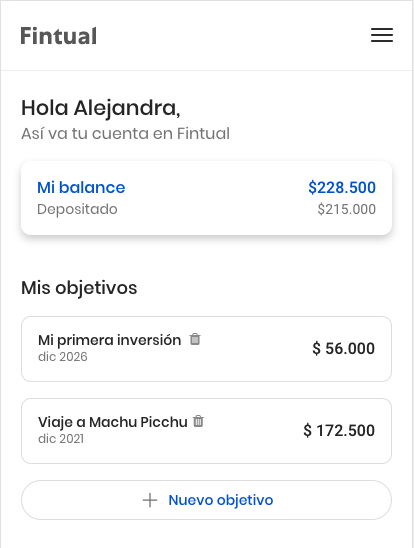 Fintual
Hola Alejandra,
Así va tu cuenta en Fintual
Mi balance $228.500
Depositado $215.000
Mis objetivos
Mi primera inversión $ 56.000
dic 2026
Viaje a Machu Picchu $ 172.500
dic 2021
Nuevo objetivo